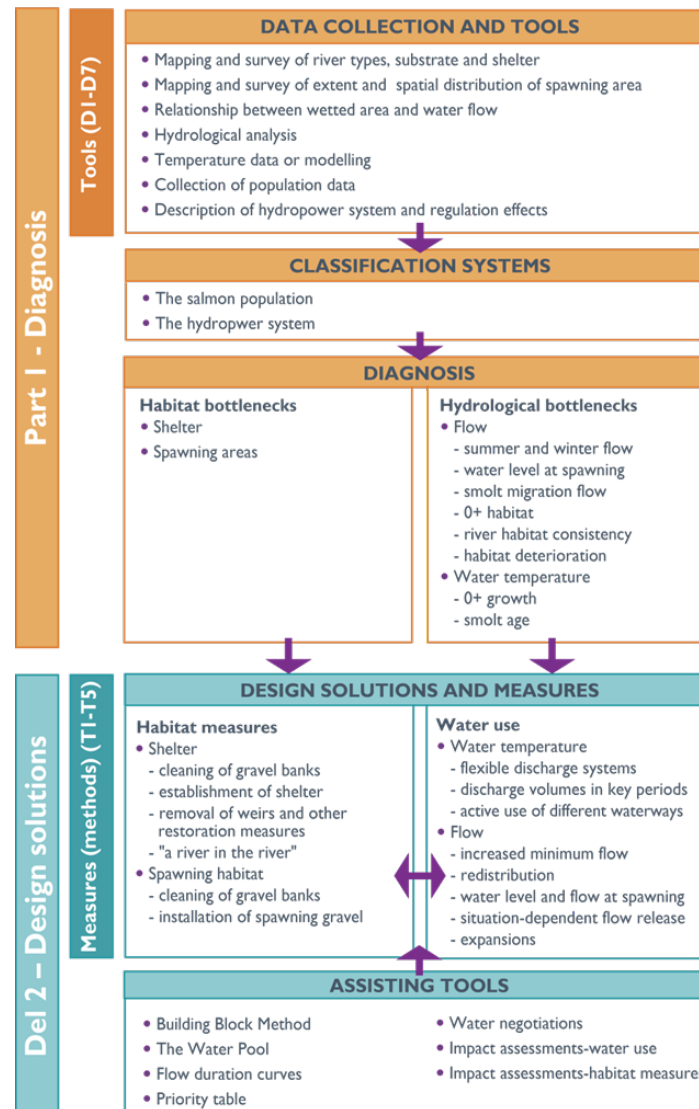 Part 1 - Diagnosis
Tools (D1-D7)
DATA COLLECTION AND TOOLS
• Mapping and survey of river types, substrate and shelter
• Mapping and survey of extent and spatial distribution of spawning area
• Relationship between wetted area and water flow
• Hydrological analysis
• Temperature data or modelling
• Collection of population data
• Description of hydropower system and regulation effects
CLASSIFICATION SYSTEMS
• The salmon population
• The hydropwer system
DIAGNOSIS
Habitat bottlenecks
• Shelter
• Spawning areas
Hydrological bottlenecks
• Flow
- summer and winter flow
- water level at spawning
- smolt migration flow
- 0+ habitat
- river habitat consistency
- habitat deterioration
• Water temperature
- 0+ growth
- smolt age
Del 2 – Design solutions
Measures (methods) (T1-T5)
DESIGN SOLUTIONS AND MEASURES
Habitat measures
• Shelter
- cleaning of gravel banks
- establishment of shelter
- removal of weirs and other
restoration measures
- "a river in the river"
• Spawning habitat
- cleaning of gravel banks
- installation of spawning gravel
Water use
• Water temperature
- flexible discharge systems
- discharge volumes in key periods
- active use of different waterways
• Flow
- increased minimum flow
- redistribution
- water level and flow at spawning
- situation-dependent flow release
- expansions
ASSISTING TOOLS
• Building Block Method
• The Water Pool
• Flow duration curves
• Priority table
• Water negotiations
• Impact assessments-water use
• Impact assessments-habitat measure